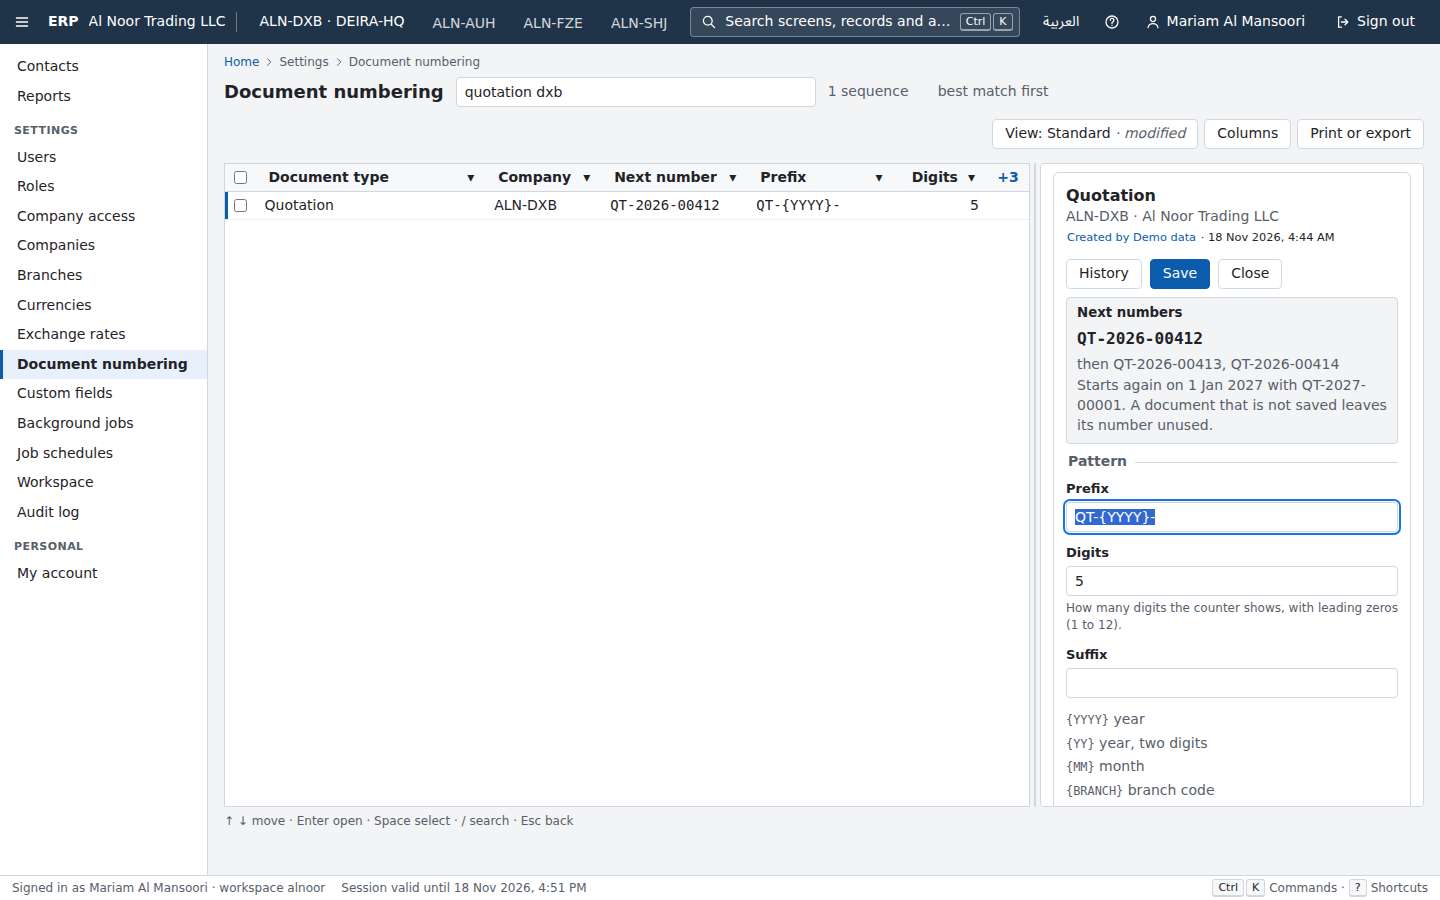 ERP Al Noor Trading LLC ALN-DXB · DEIRA-HQ ALN-AUH ALN-FZE ALN-SHJ Search screens, records and a… Ctrl K العربية Mariam Al Mansoori Sign out
Contacts
Reports
SETTINGS
Users
Roles
Company access
Companies
Branches
Currencies
Exchange rates
Document numbering
Custom fields
Background jobs
Job schedules
Workspace
Audit log
PERSONAL
My account
Home > Settings > Document numbering
Document numbering quotation dxb 1 sequence best match first
View: Standard · modified Columns Print or export
Document type ▼ Company ▼ Next number ▼ Prefix ▼ Digits ▼ +3
Quotation ALN-DXB QT-2026-00412 QT-{YYYY}- 5
↑ ↓ move · Enter open · Space select · / search · Esc back
Quotation
ALN-DXB · Al Noor Trading LLC
Created by Demo data · 18 Nov 2026, 4:44 AM
History Save Close
Next numbers
QT-2026-00412
then QT-2026-00413, QT-2026-00414
Starts again on 1 Jan 2027 with QT-2027-
00001. A document that is not saved leaves
its number unused.
Pattern
Prefix
QT-{YYYY}-
Digits
5
How many digits the counter shows, with leading zeros
(1 to 12).
Suffix
{YYYY} year
{YY} year, two digits
{MM} month
{BRANCH} branch code
Signed in as Mariam Al Mansoori · workspace alnoor Session valid until 18 Nov 2026, 4:51 PM Ctrl K Commands · ? Shortcuts